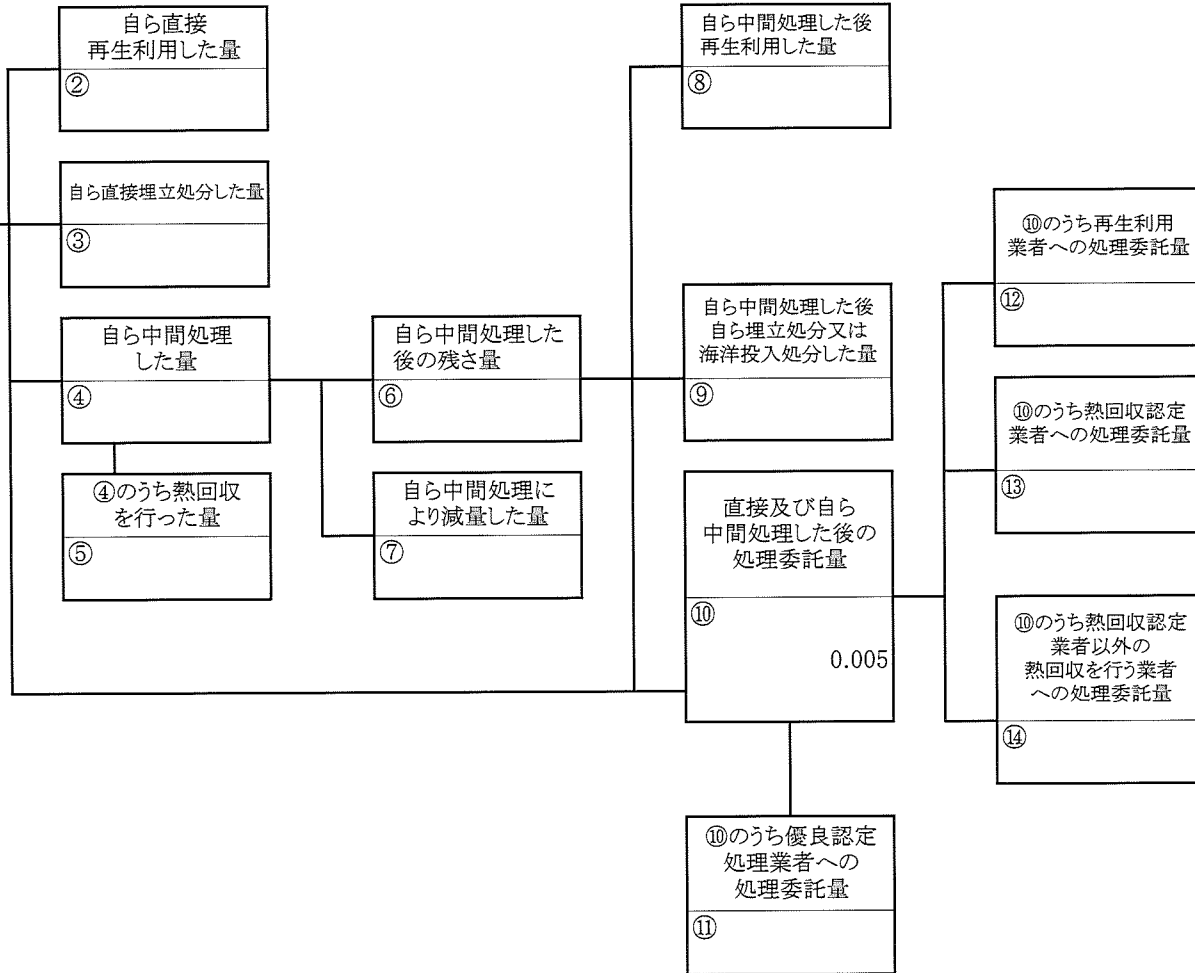 自ら直接
再生利用した量
②
自ら直接埋立処分した量
③
自ら中間処理
した量
④
④のうち熱回収
を行った量
⑤
自ら中間処理した
後の残さ量
⑥
自ら中間処理に
より減量した量
⑦
自ら中間処理した後
再生利用した量
⑧
自ら中間処理した後
自ら埋立処分又は
海洋投入処分した量
⑨
直接及び自ら
中間処理した後の
処理委託量
⑩
0.005
⑩のうち優良認定
処理業者への
処理委託量
⑪
⑩のうち再生利用
業者への処理委託量
⑫
⑩のうち熱回収認定
業者への処理委託量
⑬
⑩のうち熱回収認定
業者以外の
熱回収を行う業者
への処理委託量
⑭